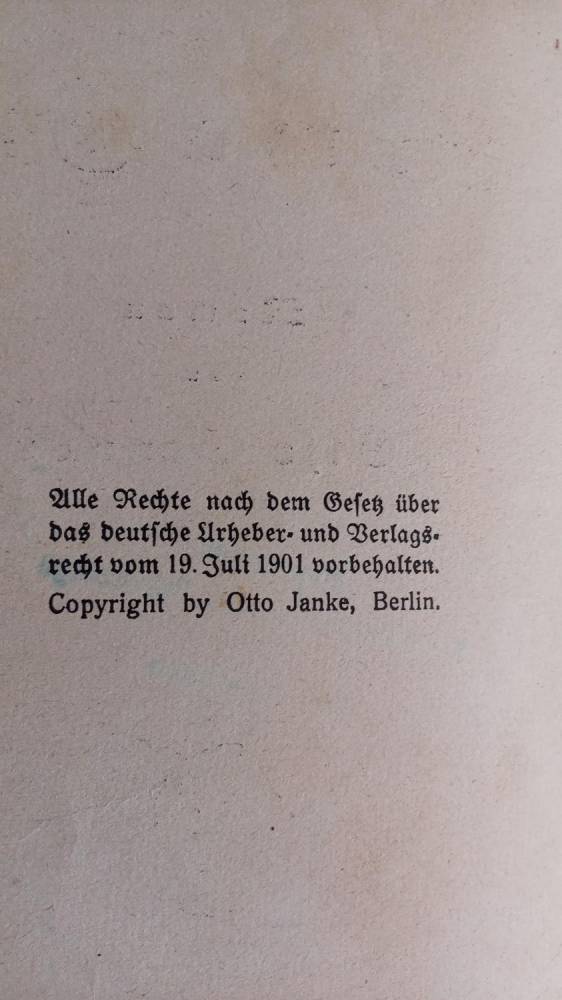 Alle Rechte nach dem Gesetz über
das deutsche Urheber- und Verlags-
recht vom 19. Juli 1901 vorbehalten.
Copyright by Otto Janke, Berlin.